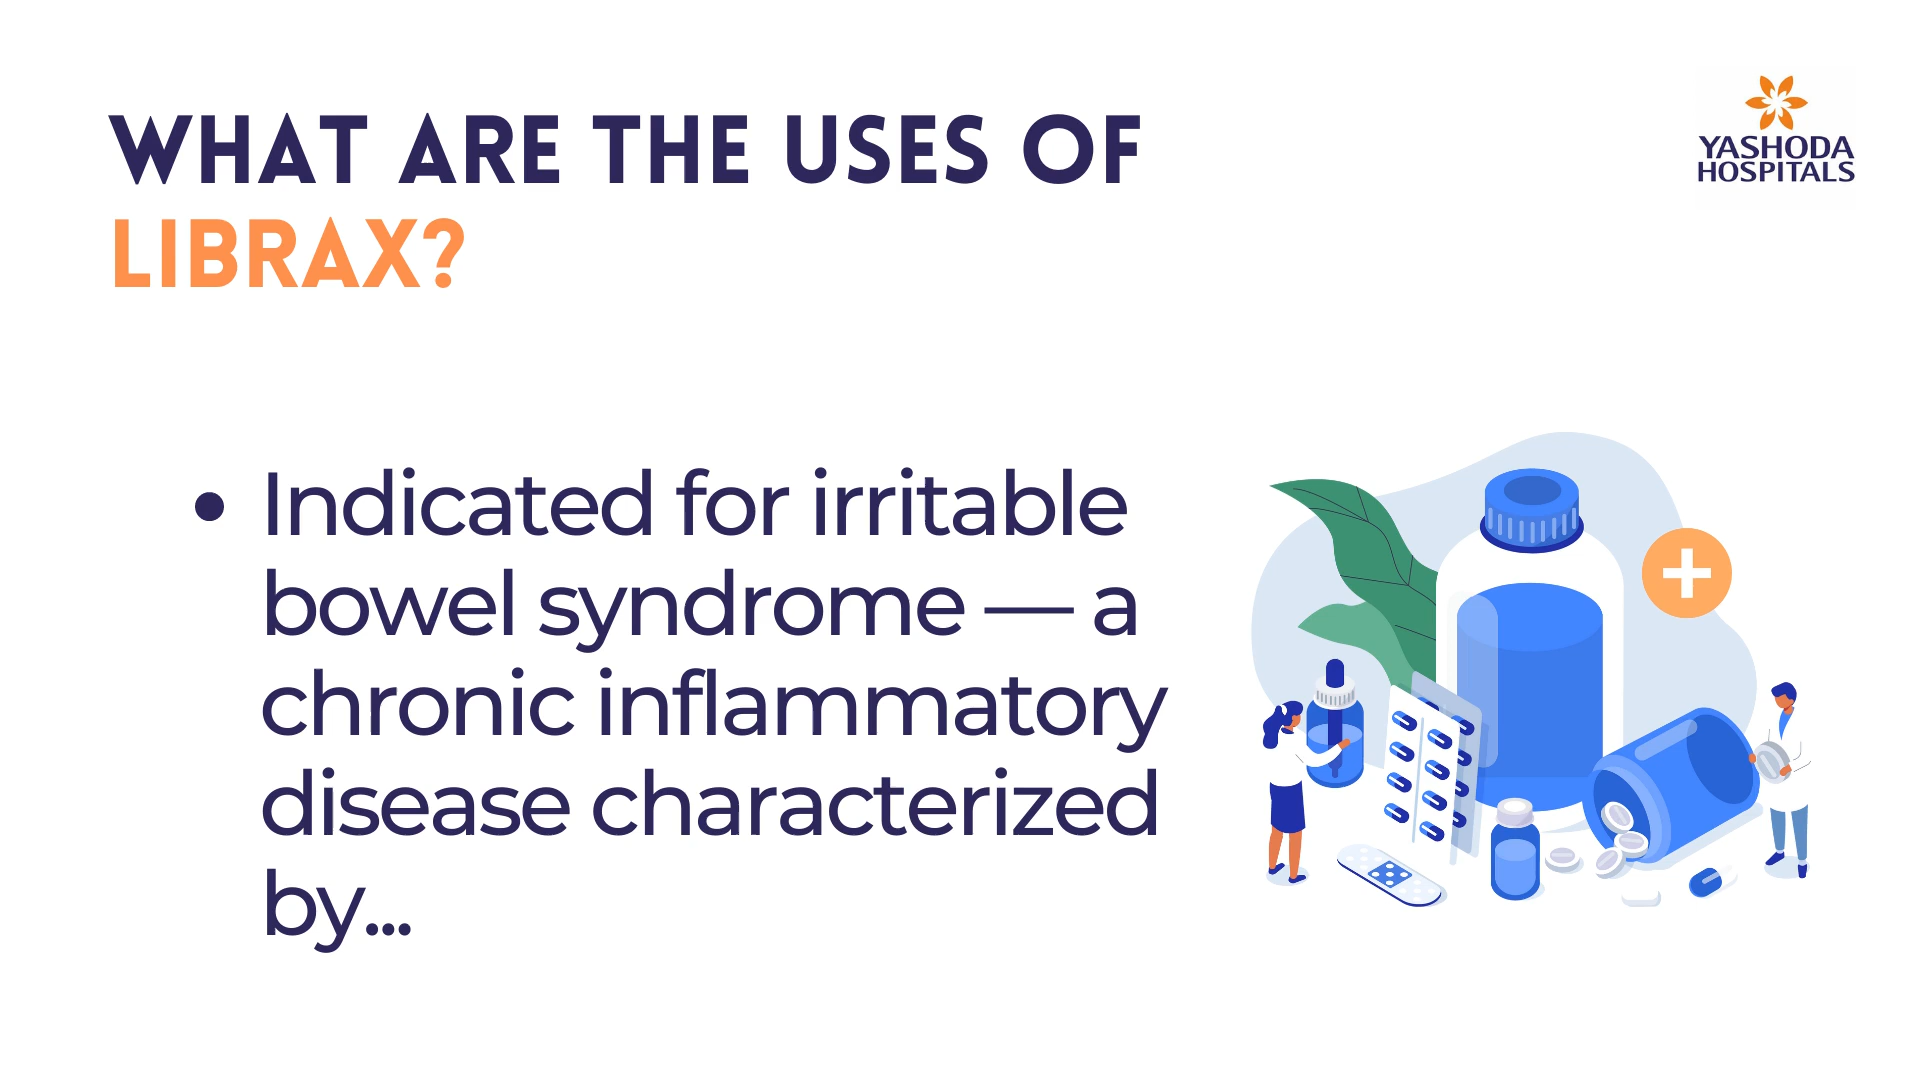 WHAT ARE THE USES OF
LIBRAX?
YASHODA
HOSPITALS
• Indicated for irritable
bowel syndrome — a
chronic inflammatory
disease characterized
by...